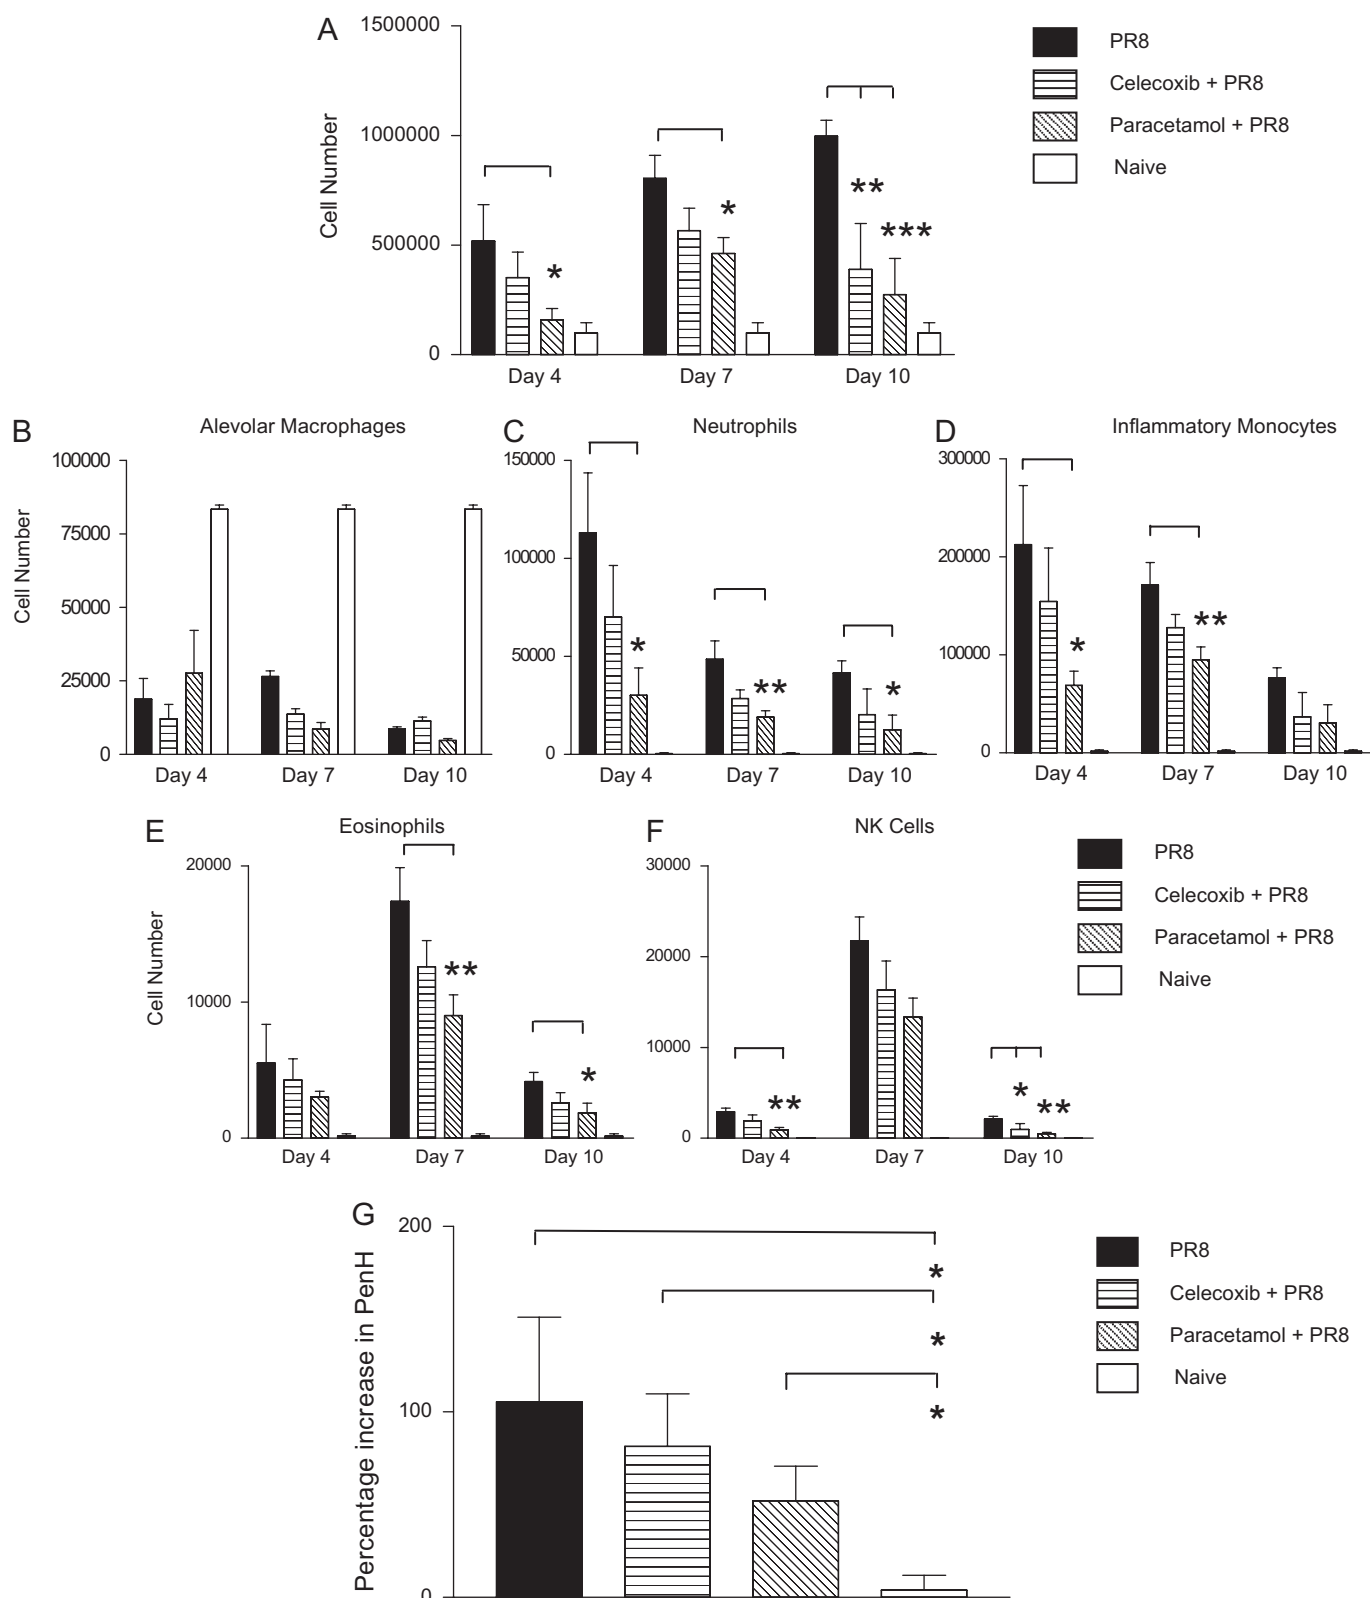 A
Cell Number
1500000
1000000
500000
0
**
***
*
*
Day 4
Day 7
Day 10
PR8
Celecoxib + PR8
Paracetamol + PR8
Naive
B
Alevolar Macrophages
Cell Number
100000
75000
50000
25000
0
Day 4
Day 7
Day 10
C
Neutrophils
150000
100000
50000
0
*
**
*
Day 4
Day 7
Day 10
D
Inflammatory Monocytes
300000
200000
100000
0
*
**
Day 4
Day 7
Day 10
E
Eosinophils
Cell Number
20000
10000
0
**
*
Day 4
Day 7
Day 10
F
NK Cells
30000
20000
10000
0
**
*
**
Day 4
Day 7
Day 10
PR8
Celecoxib + PR8
Paracetamol + PR8
Naive
G
Percentage increase in PenH
200
100
0
*
*
*
PR8
Celecoxib + PR8
Paracetamol + PR8
Naive